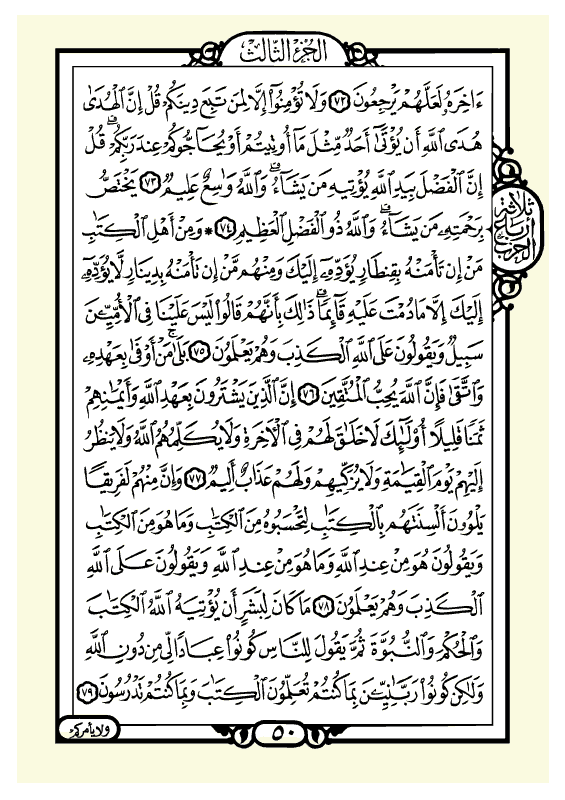 الجزء الثالث
ءَاخِرَهُۥ لَعَلَّهُمْ يَرْجِعُونَ ٧٢ وَلَا تُؤْمِنُوٓا۟ إِلَّا لِمَن تَبِعَ دِينَكُمْ قُلْ إِنَّ ٱلْهُدَىٰ
هُدَى ٱللَّهِ أَن يُؤْتَىٰٓ أَحَدٌ مِّثْلَ مَآ أُوتِيتُمْ أَوْ يُحَآجُّوكُمْ عِندَ رَبِّكُمْ ۗ قُلْ
إِنَّ ٱلْفَضْلَ بِيَدِ ٱللَّهِ يُؤْتِيهِ مَن يَشَآءُ ۗ وَٱللَّهُ وَٰسِعٌ عَلِيمٌ ٧٣ يَخْتَصُّ
بِرَحْمَتِهِۦ مَن يَشَآءُ ۗ وَٱللَّهُ ذُو ٱلْفَضْلِ ٱلْعَظِيمِ ٧٤ * وَمِنْ أَهْلِ ٱلْكِتَٰبِ
مَنْ إِن تَأْمَنْهُ بِقِنطَارٍ يُؤَدِّهِۦٓ إِلَيْكَ وَمِنْهُم مَّنْ إِن تَأْمَنْهُ بِدِينَارٍ لَّا يُؤَدِّهِۦٓ
إِلَيْكَ إِلَّا مَا دُمْتَ عَلَيْهِ قَآئِمًا ۗ ذَٰلِكَ بِأَنَّهُمْ قَالُوا۟ لَيْسَ عَلَيْنَا فِى ٱلْأُمِّيِّۦنَ
سَبِيلٌ وَيَقُولُونَ عَلَى ٱللَّهِ ٱلْكَذِبَ وَهُمْ يَعْلَمُونَ ٧٥ بَلَىٰ ۚ مَنْ أَوْفَىٰ بِعَهْدِهِۦ
وَٱتَّقَىٰ فَإِنَّ ٱللَّهَ يُحِبُّ ٱلْمُتَّقِينَ ٧٦ إِنَّ ٱلَّذِينَ يَشْتَرُونَ بِعَهْدِ ٱللَّهِ وَأَيْمَٰنِهِمْ
ثَمَنًا قَلِيلًا أُو۟لَٰٓئِكَ لَا خَلَٰقَ لَهُمْ فِى ٱلْءَاخِرَةِ وَلَا يُكَلِّمُهُمُ ٱللَّهُ وَلَا يَنظُرُ
إِلَيْهِمْ يَوْمَ ٱلْقِيَٰمَةِ وَلَا يُزَكِّيهِمْ وَلَهُمْ عَذَابٌ أَلِيمٌ ٧٧ وَإِنَّ مِنْهُمْ لَفَرِيقًا
يَلْوُۥنَ أَلْسِنَتَهُم بِٱلْكِتَٰبِ لِتَحْسَبُوهُ مِنَ ٱلْكِتَٰبِ وَمَا هُوَ مِنَ ٱلْكِتَٰبِ
وَيَقُولُونَ هُوَ مِنْ عِندِ ٱللَّهِ وَمَا هُوَ مِنْ عِندِ ٱللَّهِ وَيَقُولُونَ عَلَى ٱللَّهِ
ٱلْكَذِبَ وَهُمْ يَعْلَمُونَ ٧٨ مَا كَانَ لِبَشَرٍ أَن يُؤْتِيَهُ ٱللَّهُ ٱلْكِتَٰبَ
وَٱلْحُكْمَ وَٱلنُّبُوَّةَ ثُمَّ يَقُولَ لِلنَّاسِ كُونُوا۟ عِبَادًا لِّى مِن دُونِ ٱللَّهِ
وَلَٰكِن كُونُوا۟ رَبَّٰنِيِّۦنَ بِمَا كُنتُمْ تُعَلِّمُونَ ٱلْكِتَٰبَ وَبِمَا كُنتُمْ تَدْرُسُونَ ٧٩
ثلاثة
أرباع
الحزب
ولا يأمركم
٥٠